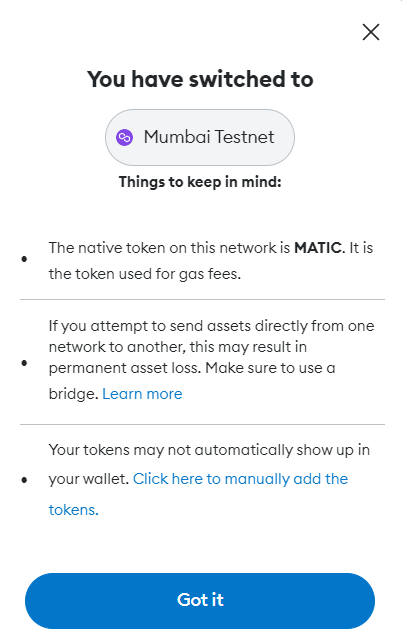 You have switched to
Mumbai Testnet
Things to keep in mind:
The native token on this network is MATIC. It is
the token used for gas fees.
If you attempt to send assets directly from one
network to another, this may result in
permanent asset loss. Make sure to use a
bridge. Learn more
Your tokens may not automatically show up in
your wallet. Click here to manually add the
tokens.
Got it